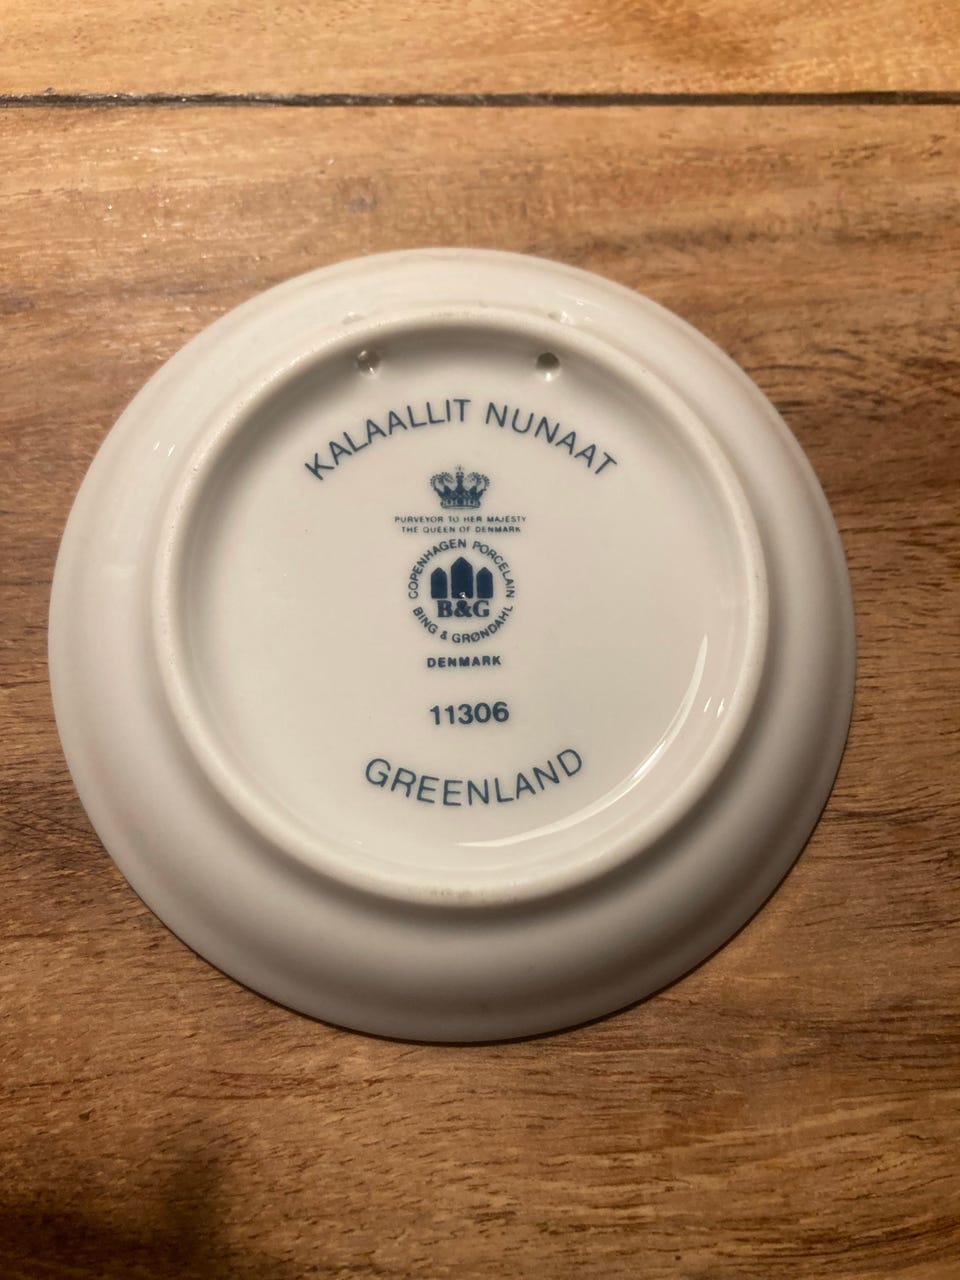 KALAALLIT NUNAAT
PURVEYOR TO HER MAJESTY
THE QUEEN OF DENMARK
COPENHAGEN PORCELAIN
B&G
BING & GRØNDAHL
DENMARK
11306
GREENLAND